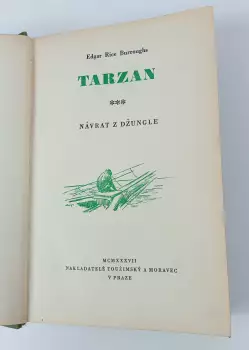 Edgar Rice Burroughs
TARZAN
***
NÁVRAT Z DŽUNGLE
MCMXXXVII
NAKLADATELÉ TOUŽIMSKÝ A MORAVEC
V PRAZE